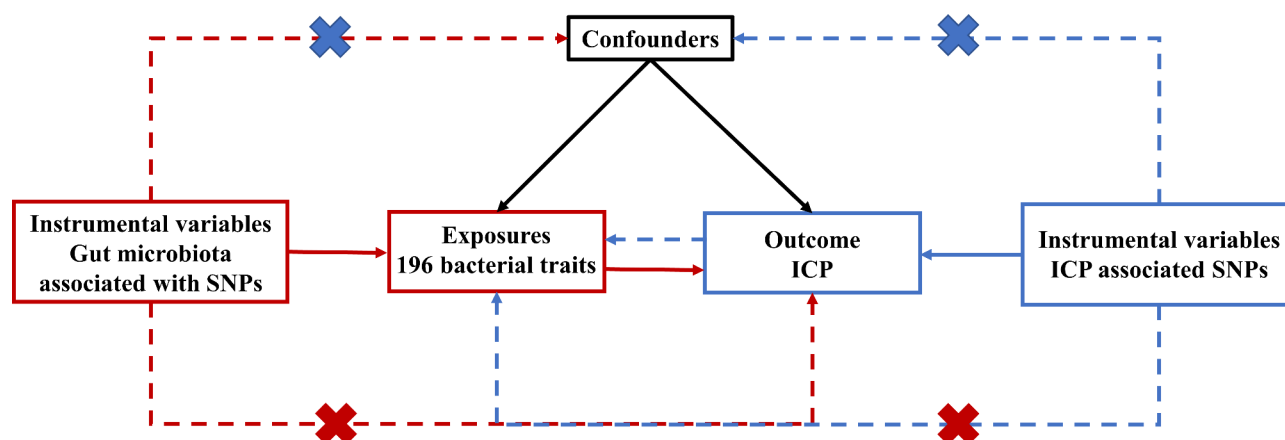 Confounders
Instrumental variables
Gut microbiota
associated with SNPs
Exposures
196 bacterial traits
Outcome
ICP
Instrumental variables
ICP associated SNPs